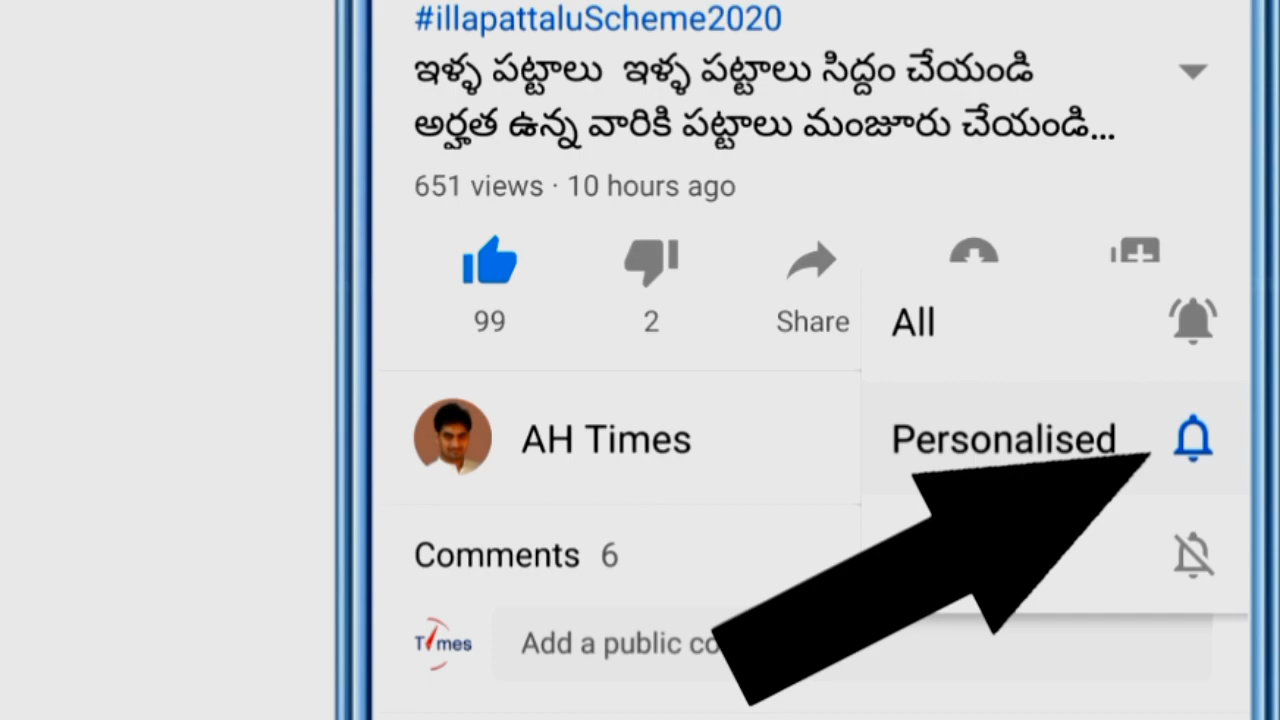 #illapattaluScheme2020
ఇళ్ళ పట్టాలు ఇళ్ళ పట్టాలు సిద్దం చేయండి
అర్హత ఉన్న వారికి పట్టాలు మంజూరు చేయండి...
651 views · 10 hours ago
99
2
Share
All
AH Times
Personalised
Comments 6
Times
Add a public co